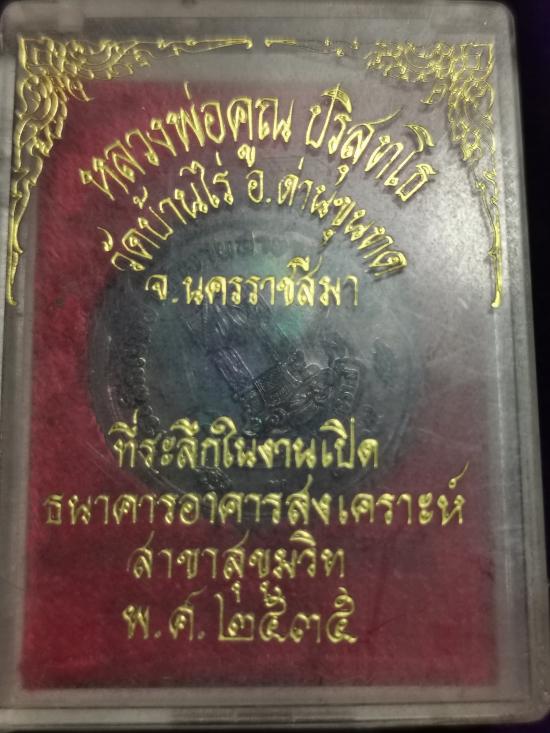 หลวงพ่อคูณ ปริสุทโธ
วัดบ้านไร่ อ.ด่านขุนทด
จ.นครราชสีมา
ที่ระลึกในงานเปิด
ธนาคารอาคารสงเคราะห์
สาขาสุขุมวิท
พ.ศ.๒๕๓๕